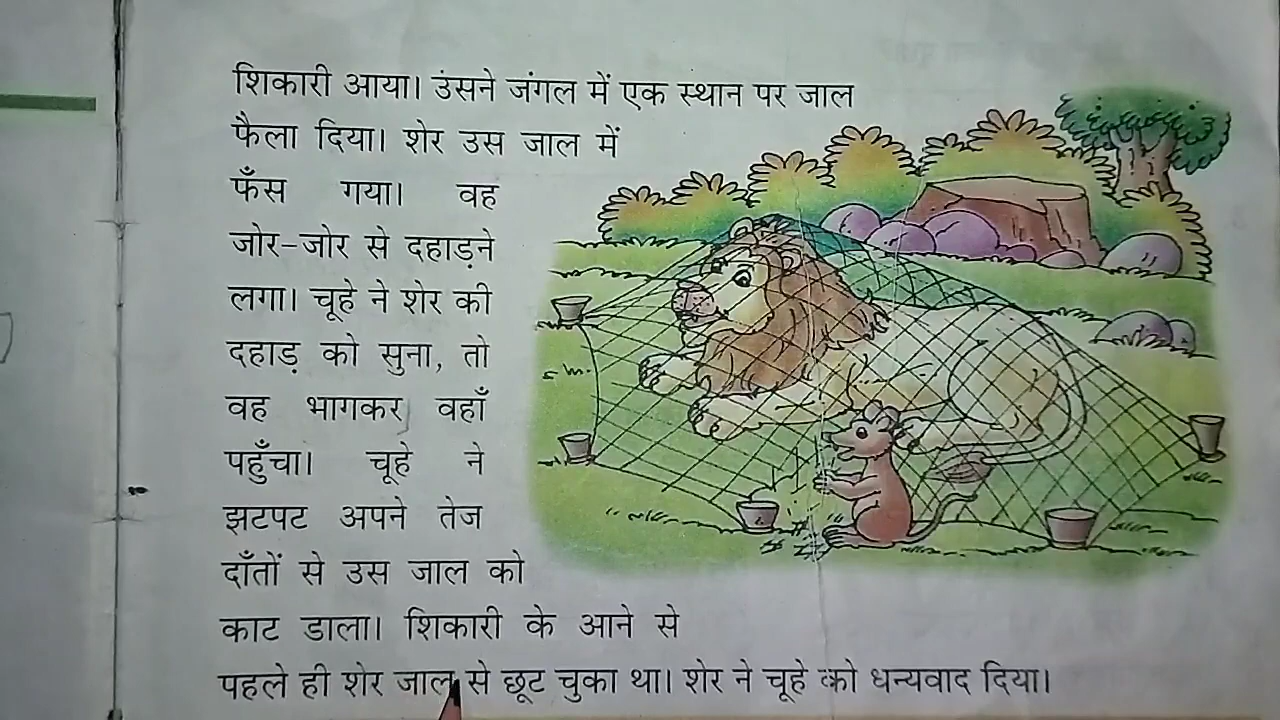 शिकारी आया। उसने जंगल में एक स्थान पर जाल
फैला दिया। शेर उस जाल में
फँस गया। वह
जोर-जोर से दहाड़ने
लगा। चूहे ने शेर की
दहाड़ को सुना, तो
वह भागकर वहाँ
पहुँचा। चूहे ने
झटपट अपने तेज
दाँतों से उस जाल को
काट डाला। शिकारी के आने से
पहले ही शेर जाल से छूट चुका था। शेर ने चूहे को धन्यवाद दिया।